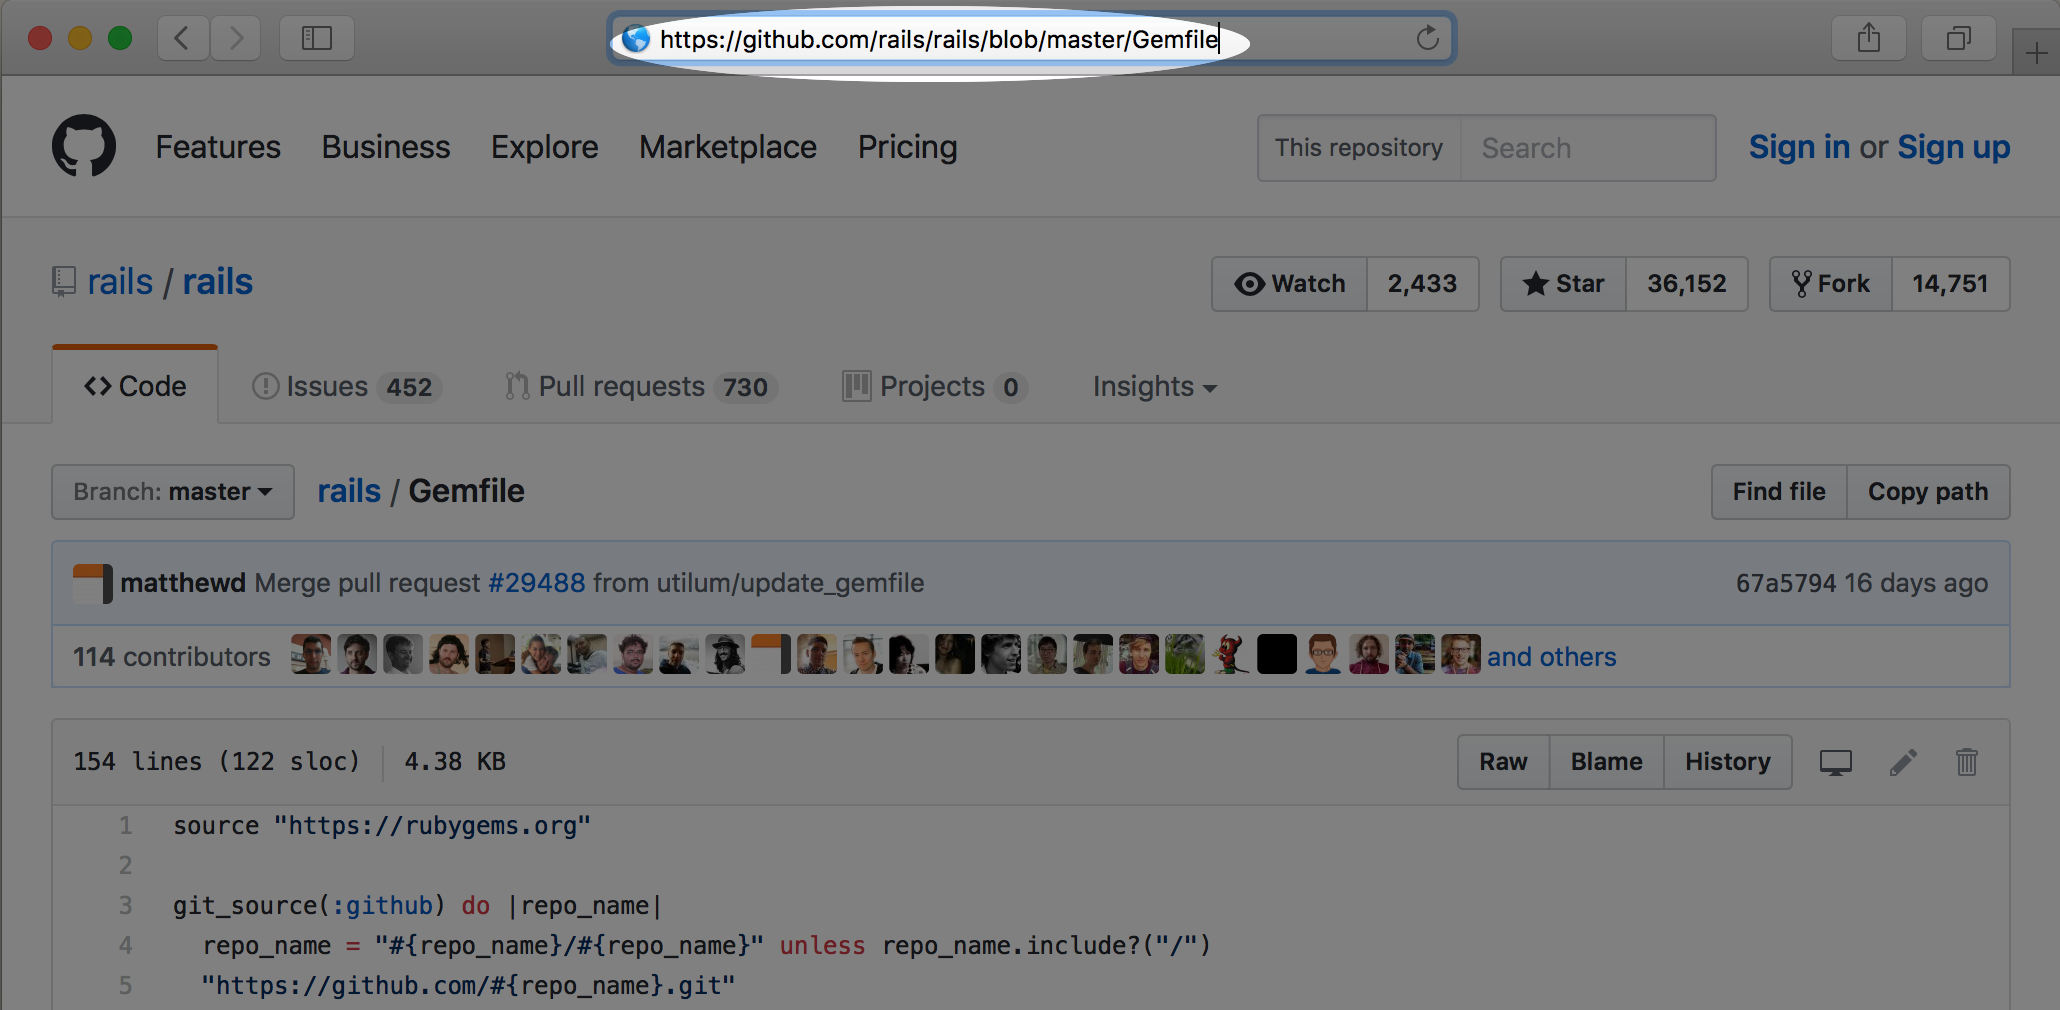 https://github.com/rails/rails/blob/master/Gemfile
Features Business Explore Marketplace Pricing This repository Search Sign in or Sign up
rails / rails Watch 2,433 Star 36,152 Fork 14,751
Code Issues 452 Pull requests 730 Projects 0 Insights
Branch: master rails / Gemfile Find file Copy path
matthewd Merge pull request #29488 from utilum/update_gemfile 67a5794 16 days ago
114 contributors and others
154 lines (122 sloc) 4.38 KB Raw Blame History
1 source "https://rubygems.org"
2
3 git_source(:github) do |repo_name|
4 repo_name = "#{repo_name}/#{repo_name}" unless repo_name.include?("/")
5 "https://github.com/#{repo_name}.git"